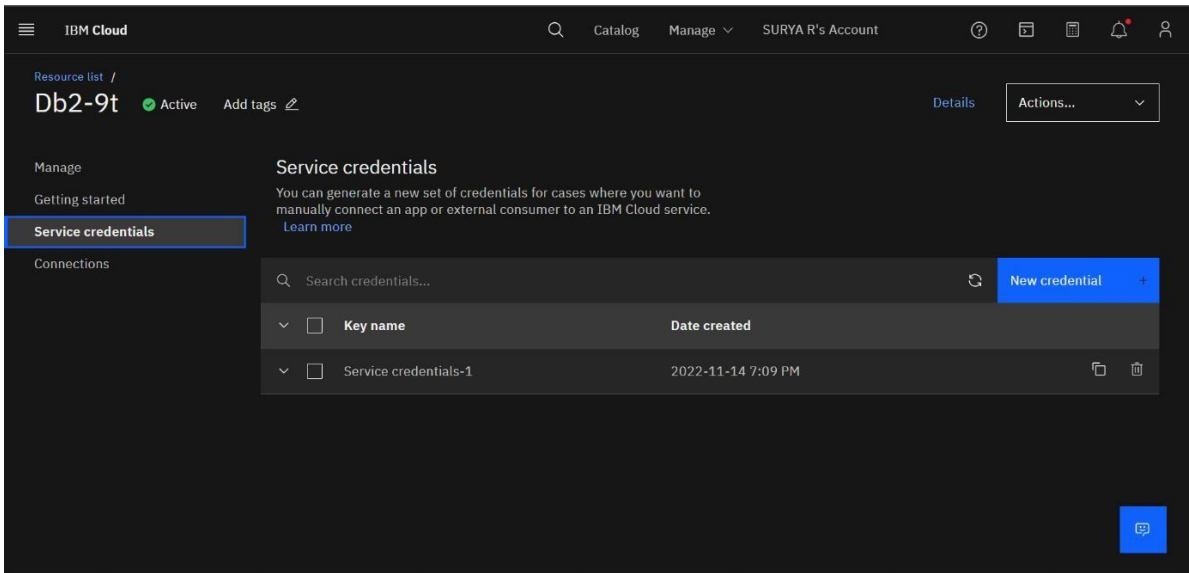 IBM Cloud
Catalog
Manage
SURYA R's Account
Resource list /
Db2-9t
Active
Add tags
Details
Actions...
Manage
Getting started
Service credentials
Connections
Service credentials
You can generate a new set of credentials for cases where you want to
manually connect an app or external consumer to an IBM Cloud service.
Learn more
Search credentials...
New credential +
Key name
Date created
Service credentials-1
2022-11-14 7:09 PM